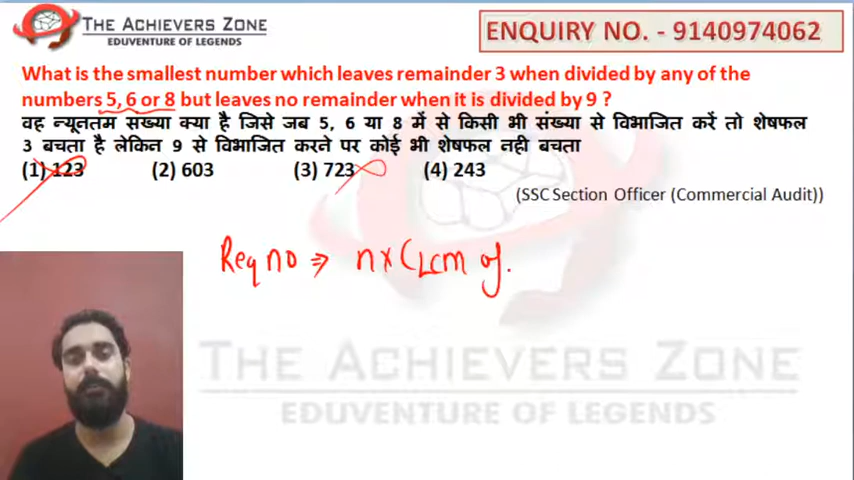 THE ACHIEVERS ZONE
EDUVENTURE OF LEGENDS
ENQUIRY NO. - 9140974062
What is the smallest number which leaves remainder 3 when divided by any of the
numbers 5, 6 or 8 but leaves no remainder when it is divided by 9 ?
वह न्यूनतम सख्या क्या है जिसे जब 5, 6 या 8 में से किसी भी संख्या से विभाजित करें तो शेषफल
3 बचता है लेकिन 9 से विभाजित करने पर कोई भी शेषफल नही बचता
(1) 123 (2) 603 (3) 723 (4) 243
(SSC Section Officer (Commercial Audit))
Req no ⇒ n×(LCM of
THE ACHIEVERS ZONE
EDUVENTURE OF LEGENDS